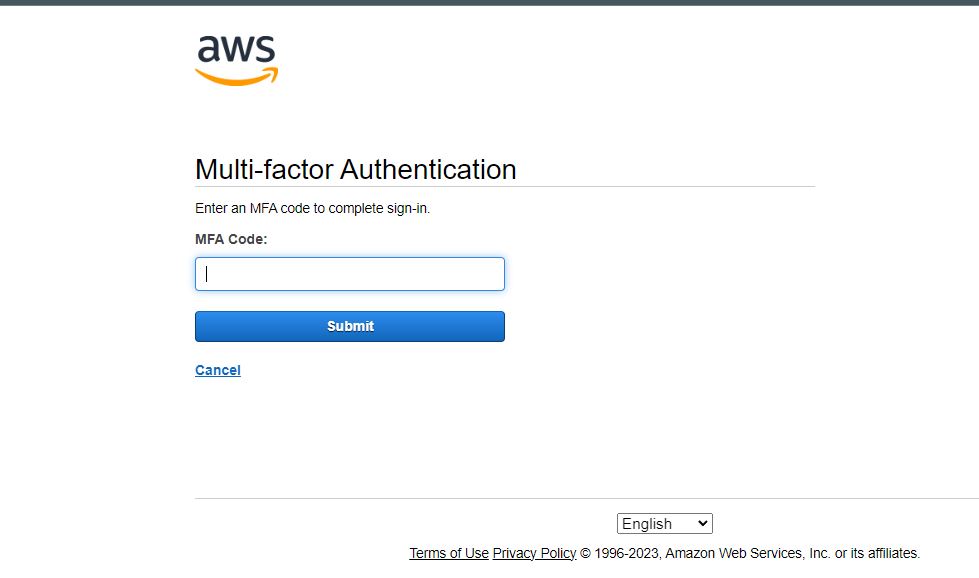 aws
Multi-factor Authentication
Enter an MFA code to complete sign-in.
MFA Code:
Submit
Cancel
English
Terms of Use Privacy Policy © 1996-2023, Amazon Web Services, Inc. or its affiliates.